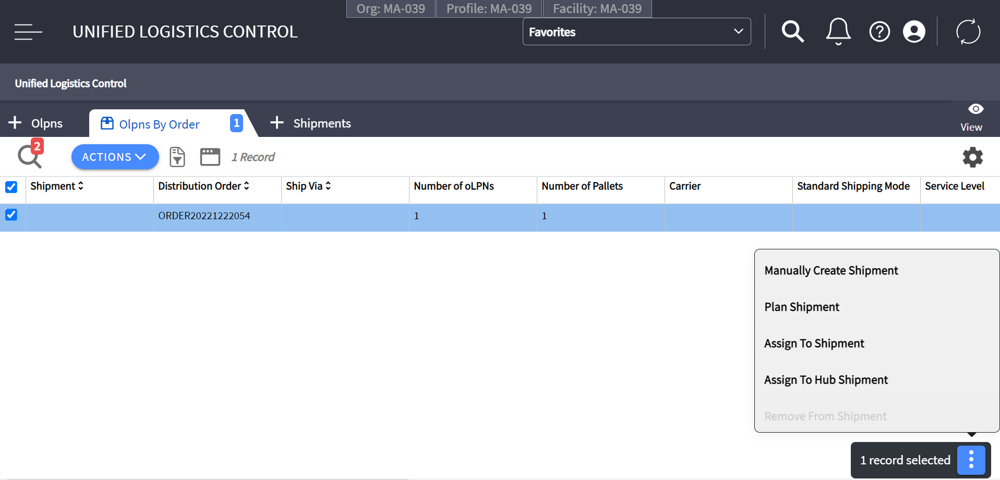 Org: MA-039 Profile: MA-039 Facility: MA-039
UNIFIED LOGISTICS CONTROL
Favorites
Unified Logistics Control
Olpns
Olpns By Order 1
Shipments
View
2
ACTIONS
1 Record
Shipment Distribution Order Ship Via Number of oLPNs Number of Pallets Carrier Standard Shipping Mode Service Level
ORDER20221222054 1 1
Manually Create Shipment
Plan Shipment
Assign To Shipment
Assign To Hub Shipment
Remove From Shipment
1 record selected